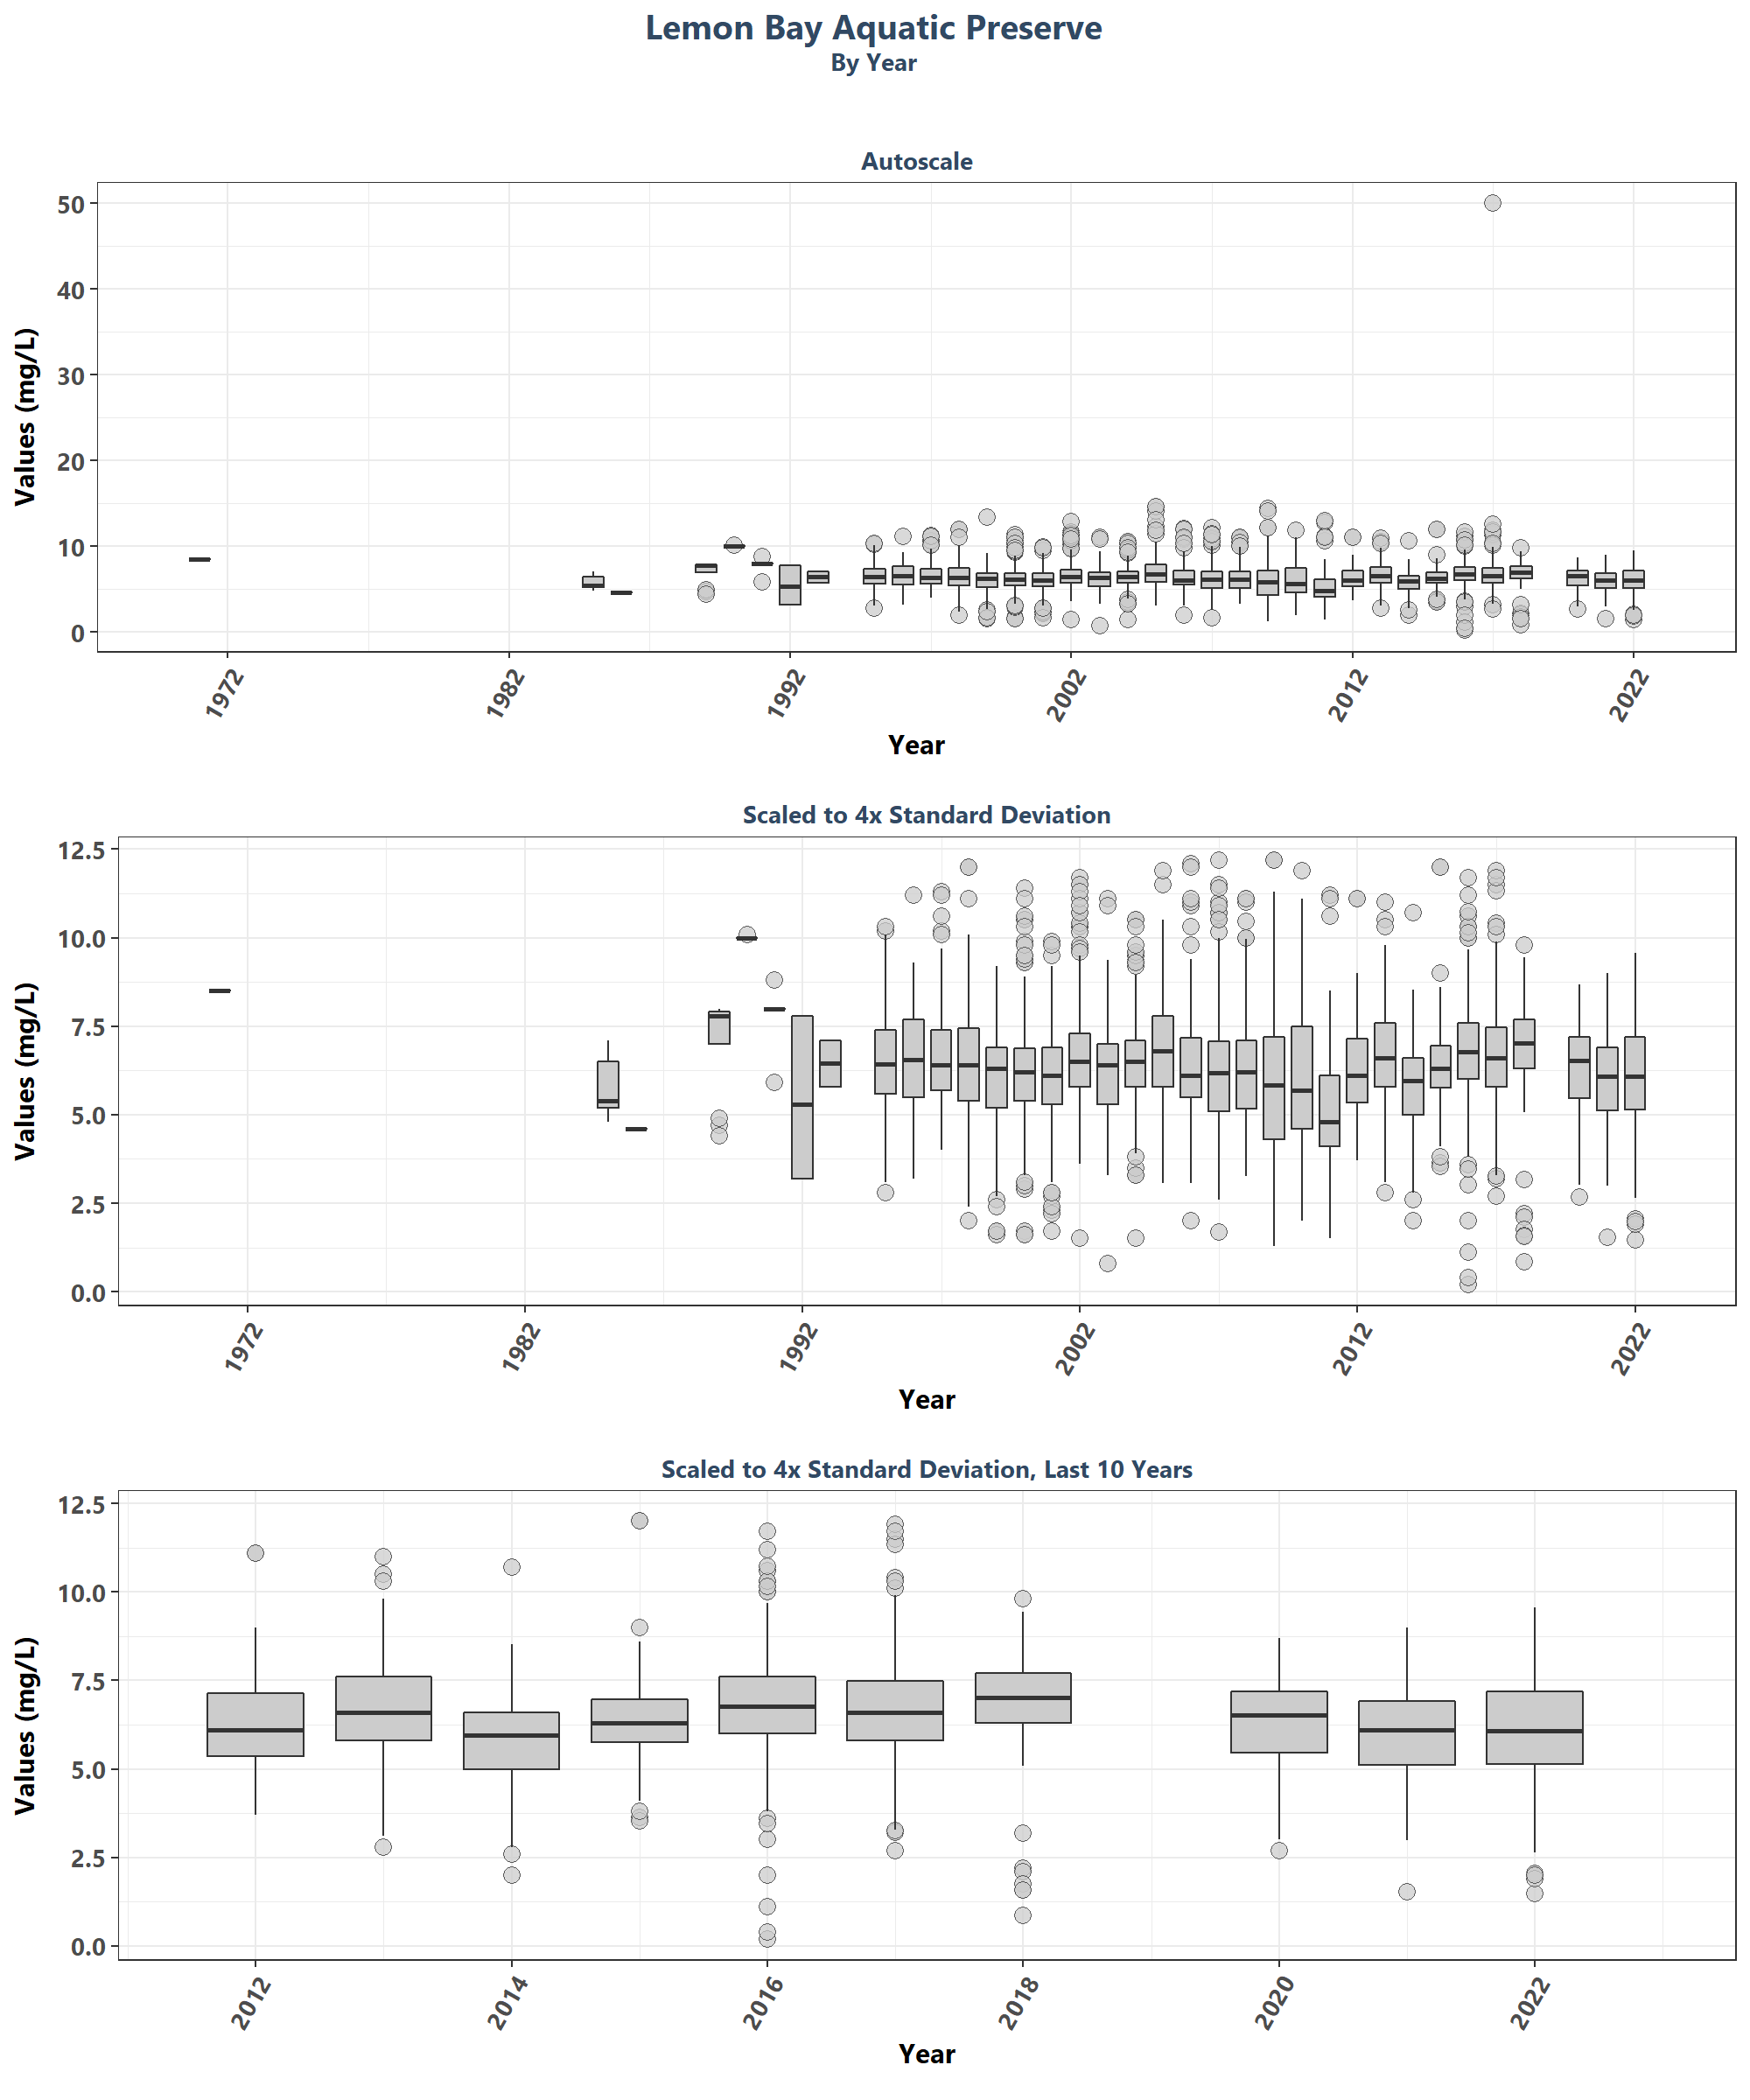 Lemon Bay Aquatic Preserve
By Year
Autoscale
Values (mg/L)
50
40
30
20
10
0
1972 1982 1992 2002 2012 2022
Year
Scaled to 4x Standard Deviation
Values (mg/L)
12.5
10.0
7.5
5.0
2.5
0.0
1972 1982 1992 2002 2012 2022
Year
Scaled to 4x Standard Deviation, Last 10 Years
Values (mg/L)
12.5
10.0
7.5
5.0
2.5
0.0
2012 2014 2016 2018 2020 2022
Year